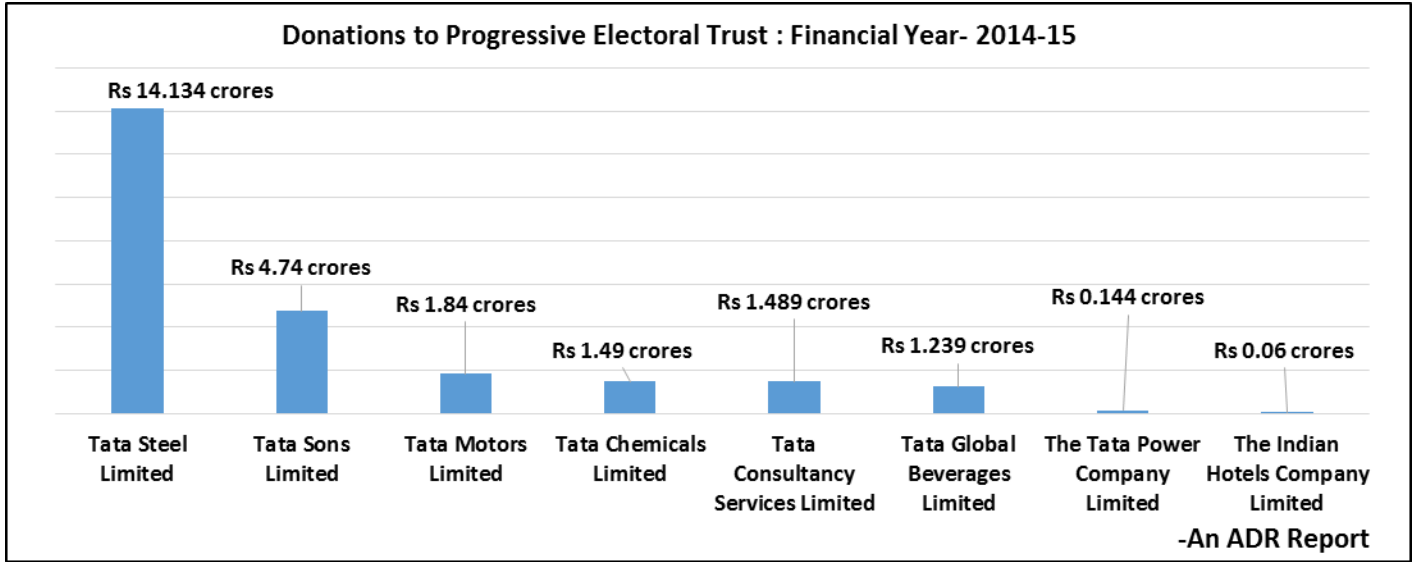 Donations to Progressive Electoral Trust : Financial Year- 2014-15
Rs 14.134 crores
Rs 4.74 crores
Rs 1.84 crores
Rs 1.49 crores
Rs 1.489 crores
Rs 1.239 crores
Rs 0.144 crores
Rs 0.06 crores
Tata Steel
Limited
Tata Sons
Limited
Tata Motors
Limited
Tata Chemicals
Limited
Tata
Consultancy
Services Limited
Tata Global
Beverages
Limited
The Tata Power
Company
Limited
The Indian
Hotels Company
Limited
-An ADR Report